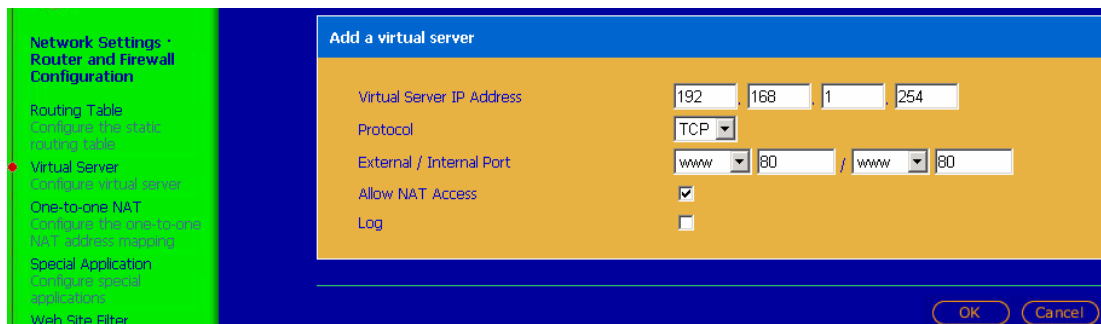 Network Settings ·
Router and Firewall
Configuration
Routing Table
Configure the static
routing table
Virtual Server
Configure virtual server
One-to-one NAT
Configure the one-to-one
NAT address mapping
Special Application
Configure special
applications
Web Site Filter
Add a virtual server
Virtual Server IP Address 192 . 168 . 1 . 254
Protocol TCP
External / Internal Port www 80 / www 80
Allow NAT Access
Log
OK Cancel